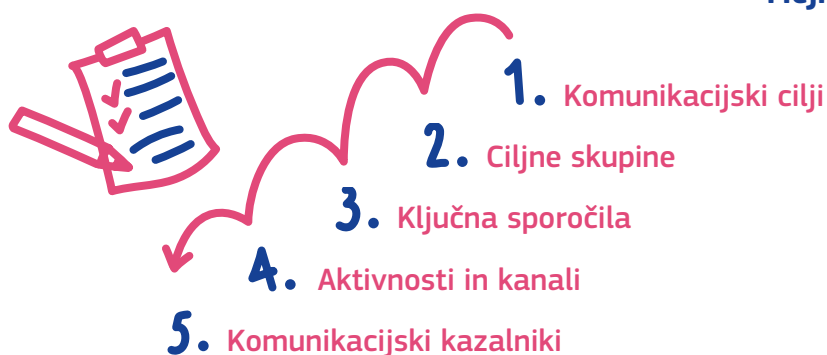 1. Komunikacijski cilji
2. Ciljne skupine
3. Ključna sporočila
4. Aktivnosti in kanali
5. Komunikacijski kazalniki